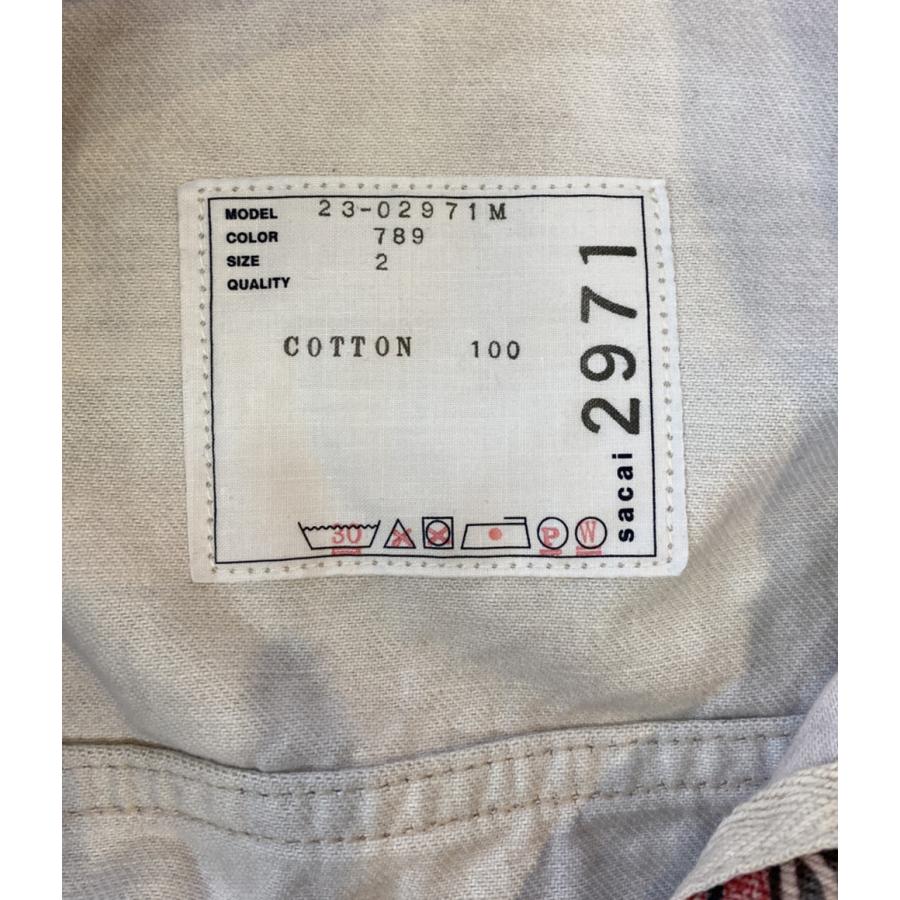 MODEL 23-02971M
COLOR 789
SIZE 2
QUALITY
COTTON 100
30 P W
sacai 2971